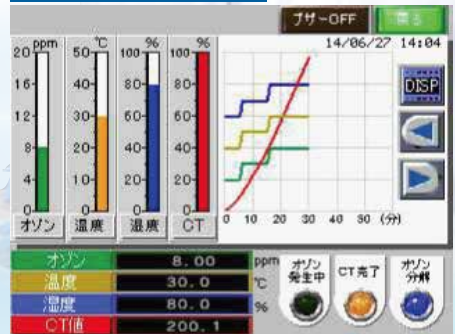 ブザーOFF 戻る
14/06/27 14:04
ppm ℃ % %
20 50 100 100
16 40 80 80
12 30 60 60
8 20 40 40
4 10 20 20
0 0 0 0
DISP
オゾン 温度 湿度 CT
0 10 20 30 40 50 (分)
オゾン 8.00 ppm
温度 30.0 ℃
湿度 80.0 %
CT値 200.1
オゾン発生中
CT完了
オゾン分解